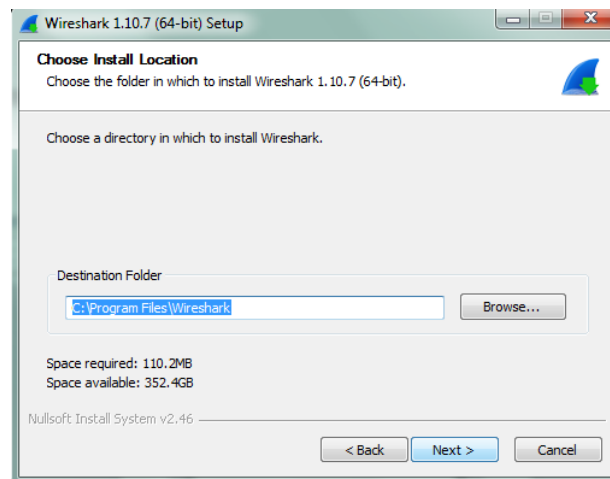 Wireshark 1.10.7 (64-bit) Setup
Choose Install Location
Choose the folder in which to install Wireshark 1.10.7 (64-bit).
Choose a directory in which to install Wireshark.
Destination Folder
C:\Program Files\Wireshark
Browse...
Space required: 110.2MB
Space available: 352.4GB
Nullsoft Install System v2.46
< Back Next > Cancel